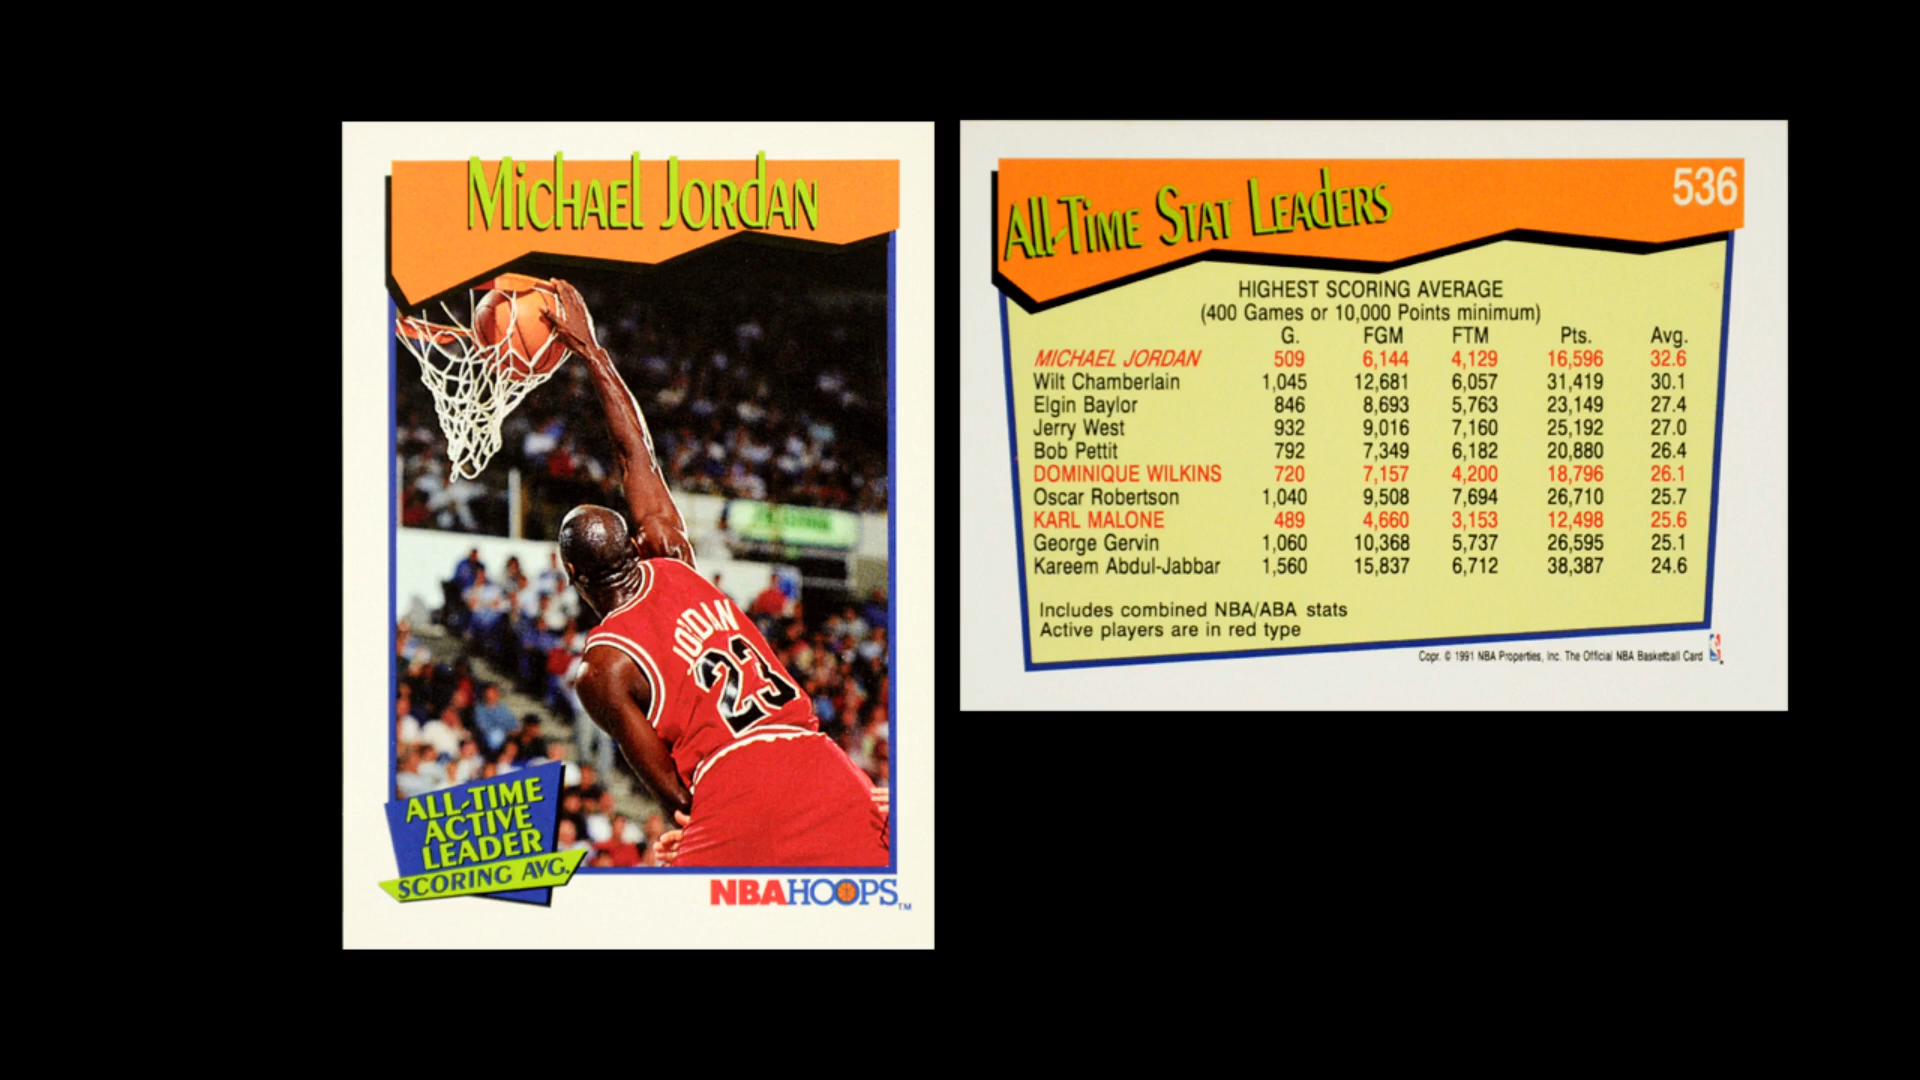 Michael Jordan
JORDAN
23
ALL-TIME
ACTIVE
LEADER
SCORING AVG.
NBAHOOPS™
All-Time Stat Leaders
536
HIGHEST SCORING AVERAGE
(400 Games or 10,000 Points minimum)
G. FGM FTM Pts. Avg.
MICHAEL JORDAN 509 6,144 4,129 16,596 32.6
Wilt Chamberlain 1,045 12,681 6,057 31,419 30.1
Elgin Baylor 846 8,693 5,763 23,149 27.4
Jerry West 932 9,016 7,160 25,192 27.0
Bob Pettit 792 7,349 6,182 20,880 26.4
DOMINIQUE WILKINS 720 7,157 4,200 18,796 26.1
Oscar Robertson 1,040 9,508 7,694 26,710 25.7
KARL MALONE 489 4,660 3,153 12,498 25.6
George Gervin 1,060 10,368 5,737 26,595 25.1
Kareem Abdul-Jabbar 1,560 15,837 6,712 38,387 24.6
Includes combined NBA/ABA stats
Active players are in red type
Copr. © 1991 NBA Properties, Inc. The Official NBA Basketball Card